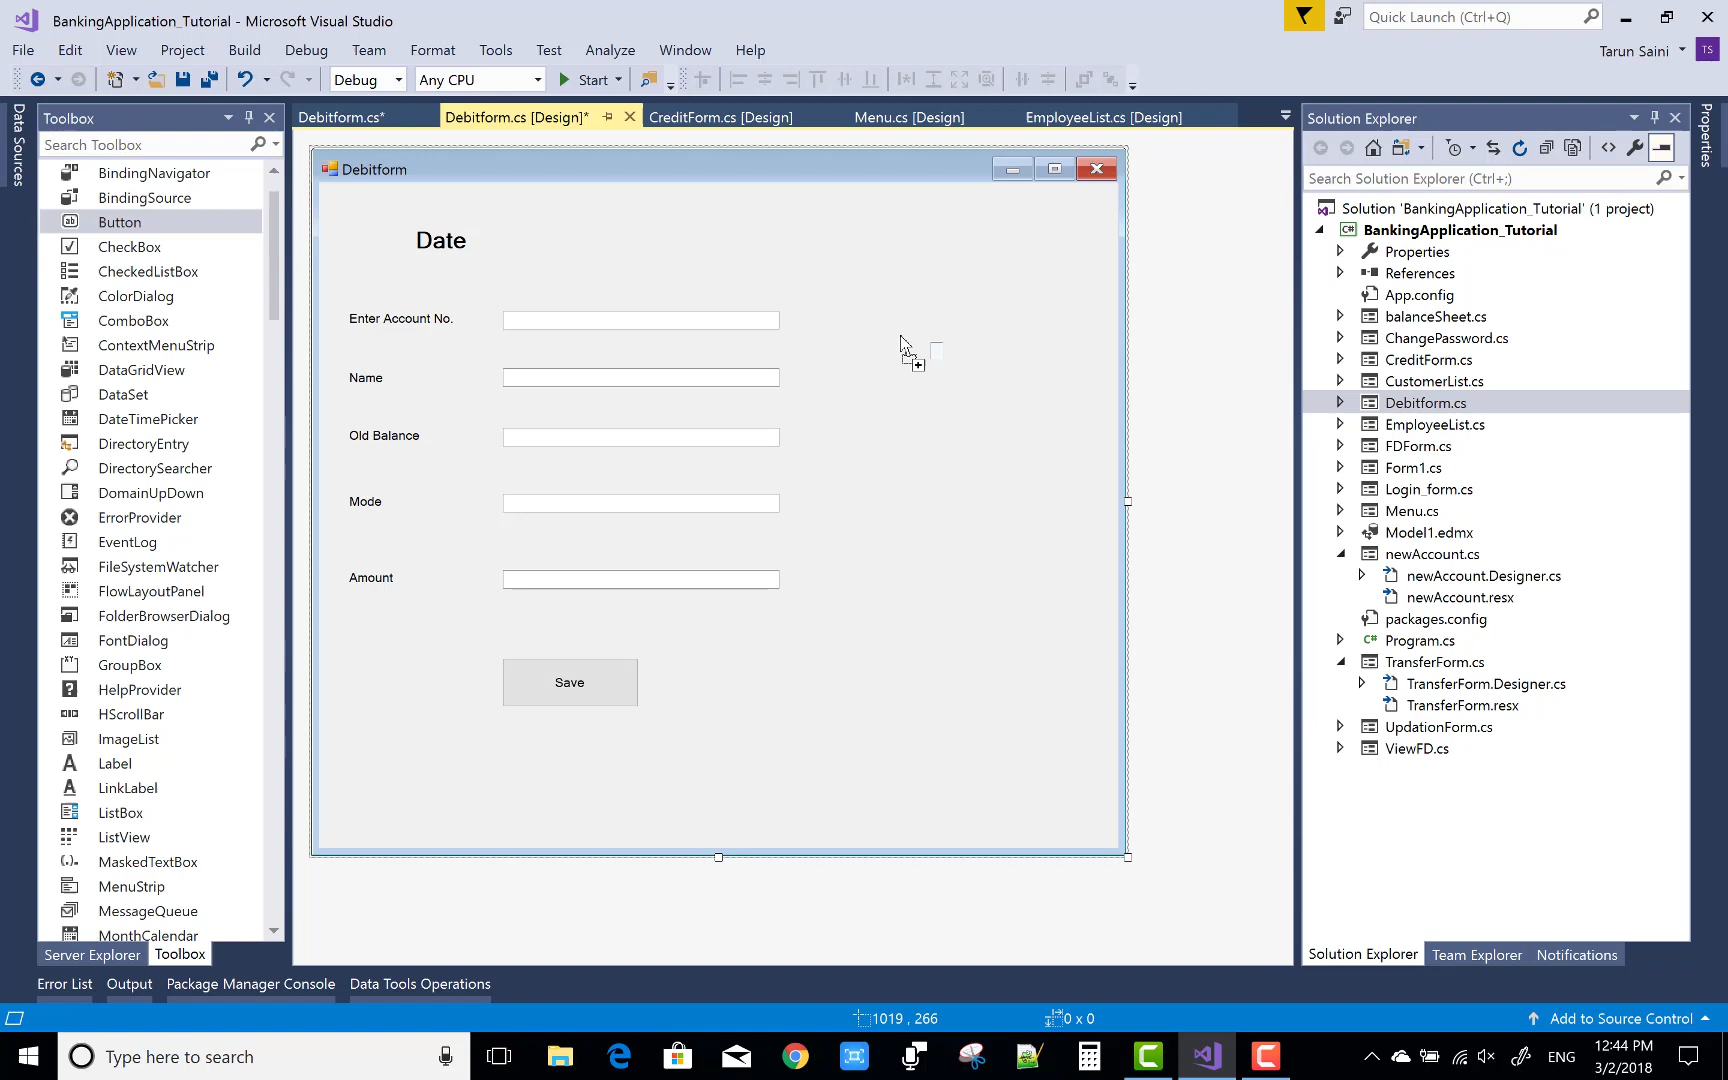 BankingApplication_Tutorial - Microsoft Visual Studio
Quick Launch (Ctrl+Q)
File Edit View Project Build Debug Team Format Tools Test Analyze Window Help
Tarun Saini
TS
Debug Any CPU Start
Data Sources
Toolbox
Search Toolbox
BindingNavigator
BindingSource
Button
CheckBox
CheckedListBox
ColorDialog
ComboBox
ContextMenuStrip
DataGridView
DataSet
DateTimePicker
DirectoryEntry
DirectorySearcher
DomainUpDown
ErrorProvider
EventLog
FileSystemWatcher
FlowLayoutPanel
FolderBrowserDialog
FontDialog
GroupBox
HelpProvider
HScrollBar
ImageList
Label
LinkLabel
ListBox
ListView
MaskedTextBox
MenuStrip
MessageQueue
MonthCalendar
Server Explorer Toolbox
Debitform.cs* Debitform.cs [Design]* CreditForm.cs [Design] Menu.cs [Design] EmployeeList.cs [Design]
Debitform
Date
Enter Account No.
Name
Old Balance
Mode
Amount
Save
Solution Explorer
Search Solution Explorer (Ctrl+;)
Solution 'BankingApplication_Tutorial' (1 project)
C# BankingApplication_Tutorial
Properties
References
App.config
balanceSheet.cs
ChangePassword.cs
CreditForm.cs
CustomerList.cs
Debitform.cs
EmployeeList.cs
FDForm.cs
Form1.cs
Login_form.cs
Menu.cs
Model1.edmx
newAccount.cs
newAccount.Designer.cs
newAccount.resx
packages.config
C# Program.cs
TransferForm.cs
TransferForm.Designer.cs
TransferForm.resx
UpdationForm.cs
ViewFD.cs
Solution Explorer Team Explorer Notifications
Properties
Error List Output Package Manager Console Data Tools Operations
1019 , 266
0 x 0
Add to Source Control
Type here to search
ENG
12:44 PM
3/2/2018